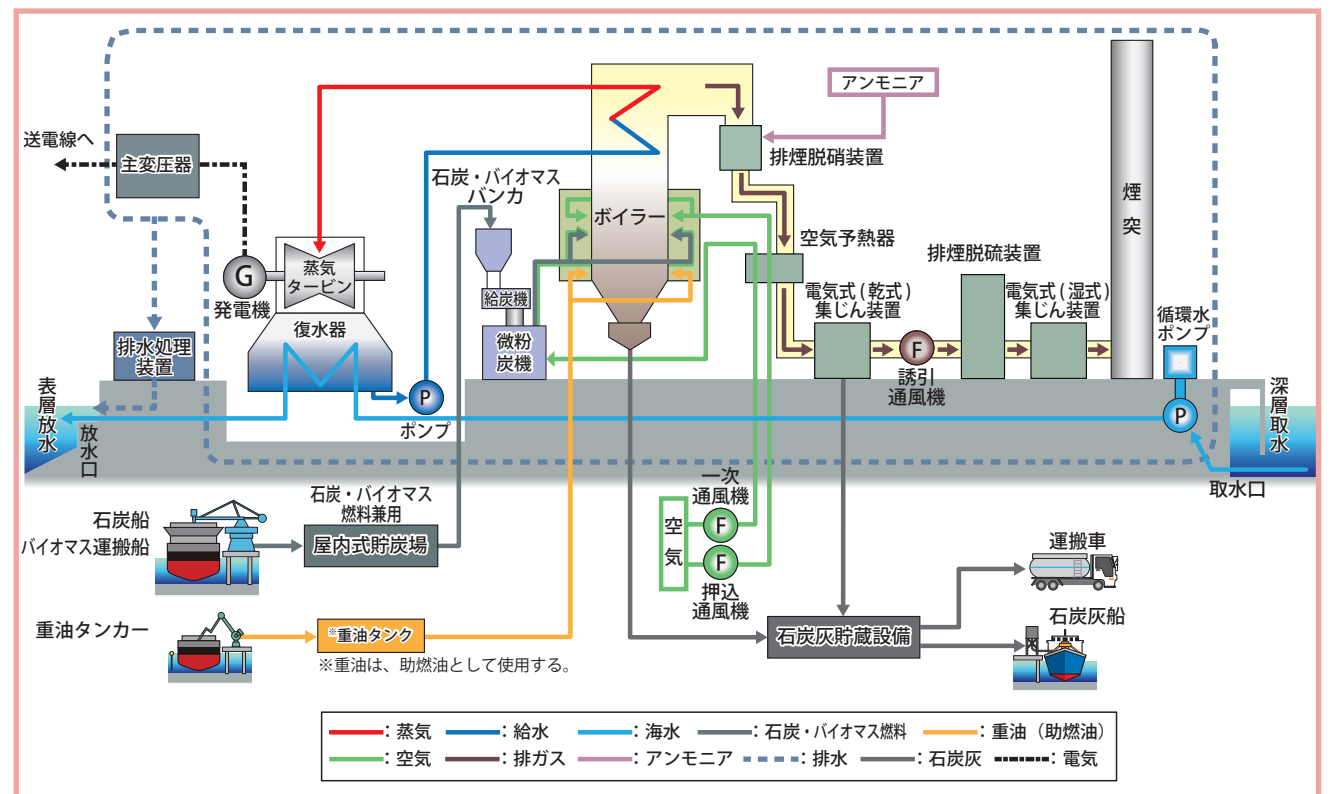 アンモニア
送電線へ
主変圧器
排煙脱硝装置
石炭・バイオマス
バンカ
ボイラー
煙
突
空気予熱器
排煙脱硫装置
蒸気
タービン
G
発電機
給炭機
電気式(乾式)
集じん装置
電気式(湿式)
集じん装置
循環水
ポンプ
復水器
微粉
炭機
排水処理
装置
F
誘引
通風機
表層放水
放水口
P
ポンプ
P
深層取水
取水口
石炭・バイオマス
燃料兼用
一次
通風機
石炭船
バイオマス運搬船
屋内式貯炭場
空
気
F
F
押込
通風機
運搬車
重油タンカー
※重油タンク
※重油は、助燃油として使用する。
石炭灰貯蔵設備
石炭灰船
:蒸気 :給水 :海水 :石炭・バイオマス燃料 :重油(助燃油)
:空気 :排ガス :アンモニア :排水 :石炭灰 :電気